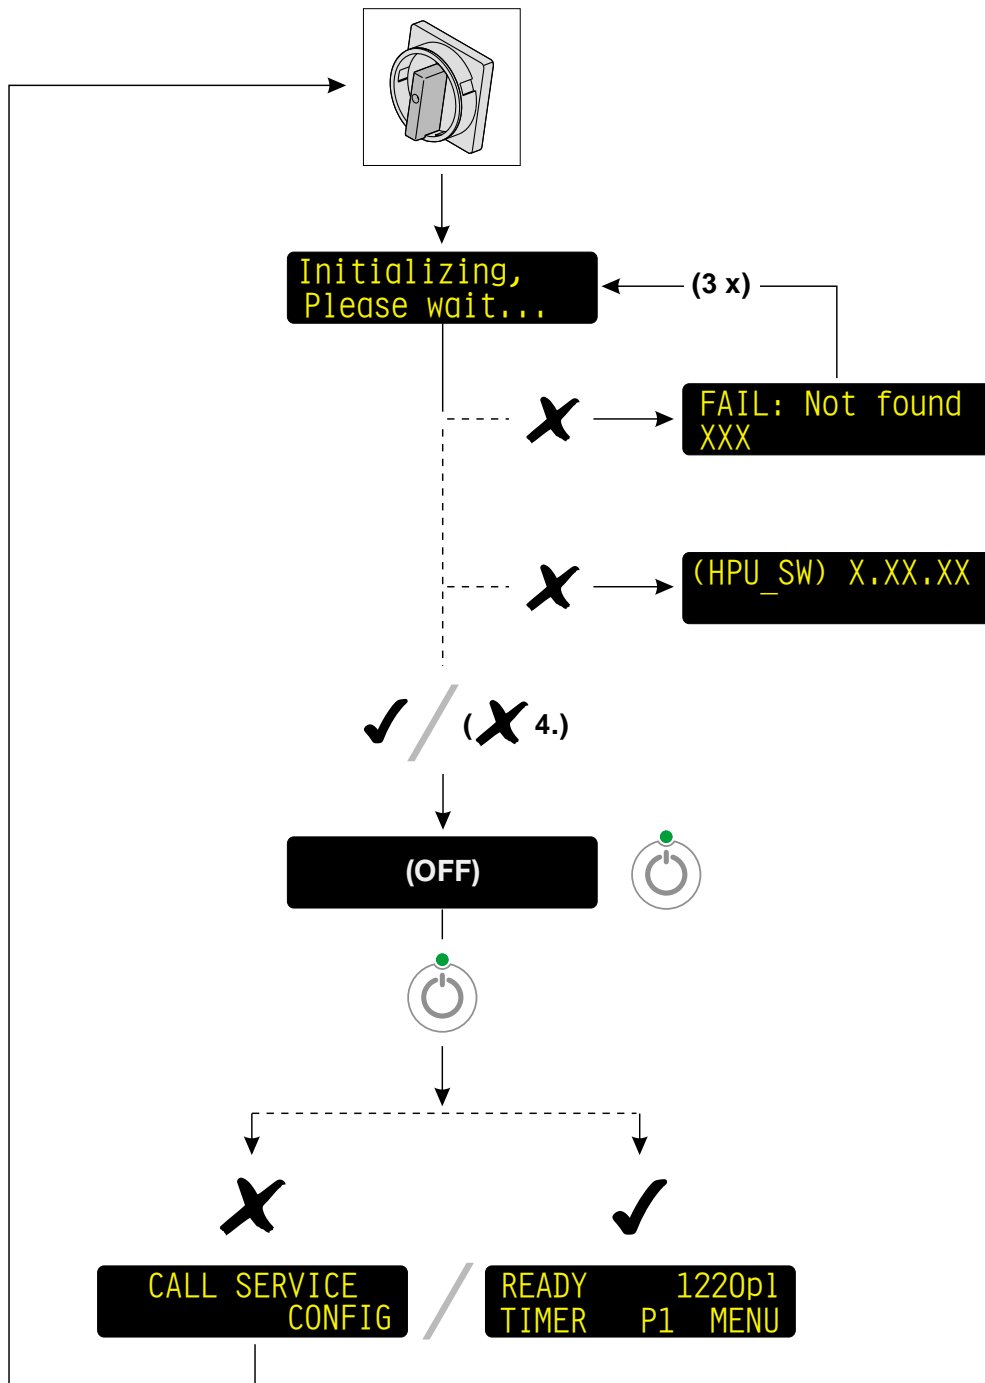 Initializing,
Please wait...
(3 x)
FAIL: Not found
XXX
(HPU_SW) X.XX.XX
( 4.)
(OFF)
CALL SERVICE
CONFIG
READY 1220pl
TIMER P1 MENU